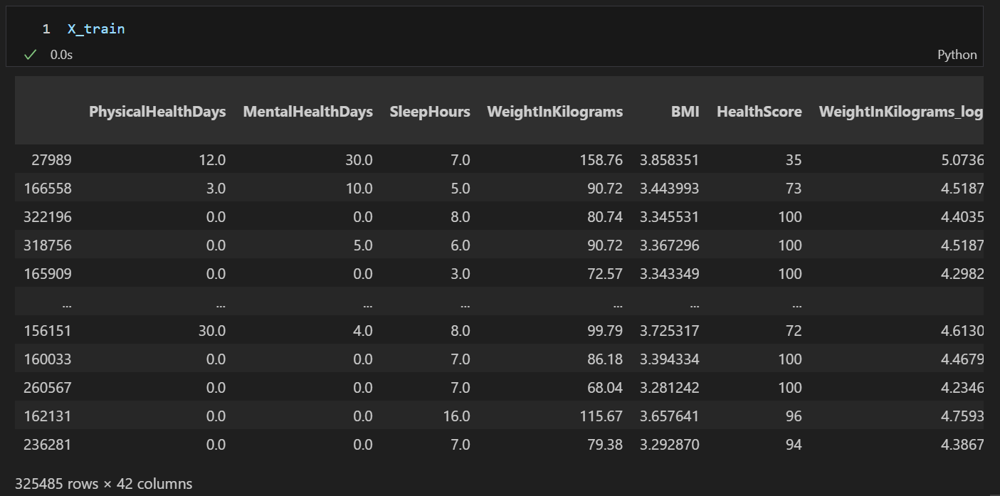 1 X_train
0.0s Python
PhysicalHealthDays MentalHealthDays SleepHours WeightInKilograms BMI HealthScore WeightInKilograms_log
27989 12.0 30.0 7.0 158.76 3.858351 35 5.0736
166558 3.0 10.0 5.0 90.72 3.443993 73 4.5187
322196 0.0 0.0 8.0 80.74 3.345531 100 4.4035
318756 0.0 5.0 6.0 90.72 3.367296 100 4.5187
165909 0.0 0.0 3.0 72.57 3.343349 100 4.2982
... ... ... ... ... ... ...
156151 30.0 4.0 8.0 99.79 3.725317 72 4.6130
160033 0.0 0.0 7.0 86.18 3.394334 100 4.4679
260567 0.0 0.0 7.0 68.04 3.281242 100 4.2346
162131 0.0 0.0 16.0 115.67 3.657641 96 4.7593
236281 0.0 0.0 7.0 79.38 3.292870 94 4.3867
325485 rows × 42 columns